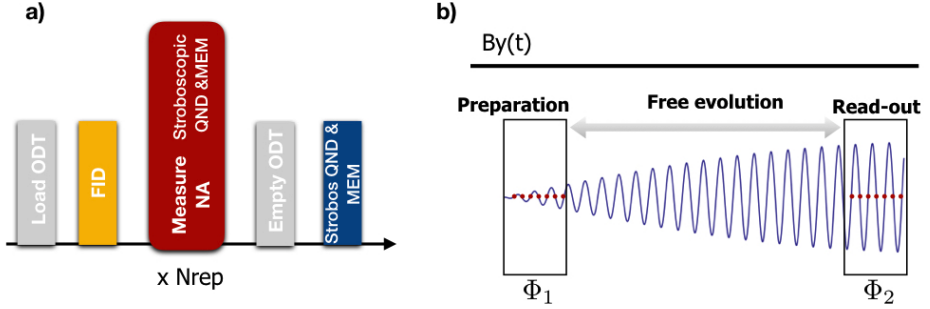 a)
Load ODT
FID
Measure NA
Stroboscopic
QND &MEM
Empty ODT
Strobos QND &
MEM
x Nrep
b)
By(t)
Preparation
Free evolution
Read-out
Φ1
Φ2